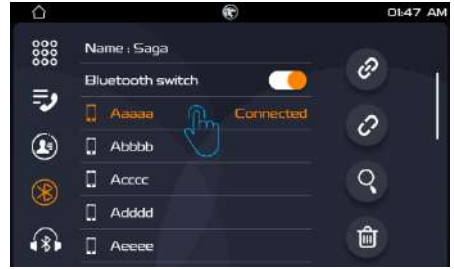 01:47 AM
Name : Saga
Bluetooth switch
Aaaaa Connected
Abbbb
Acccc
Adddd
Aeeee